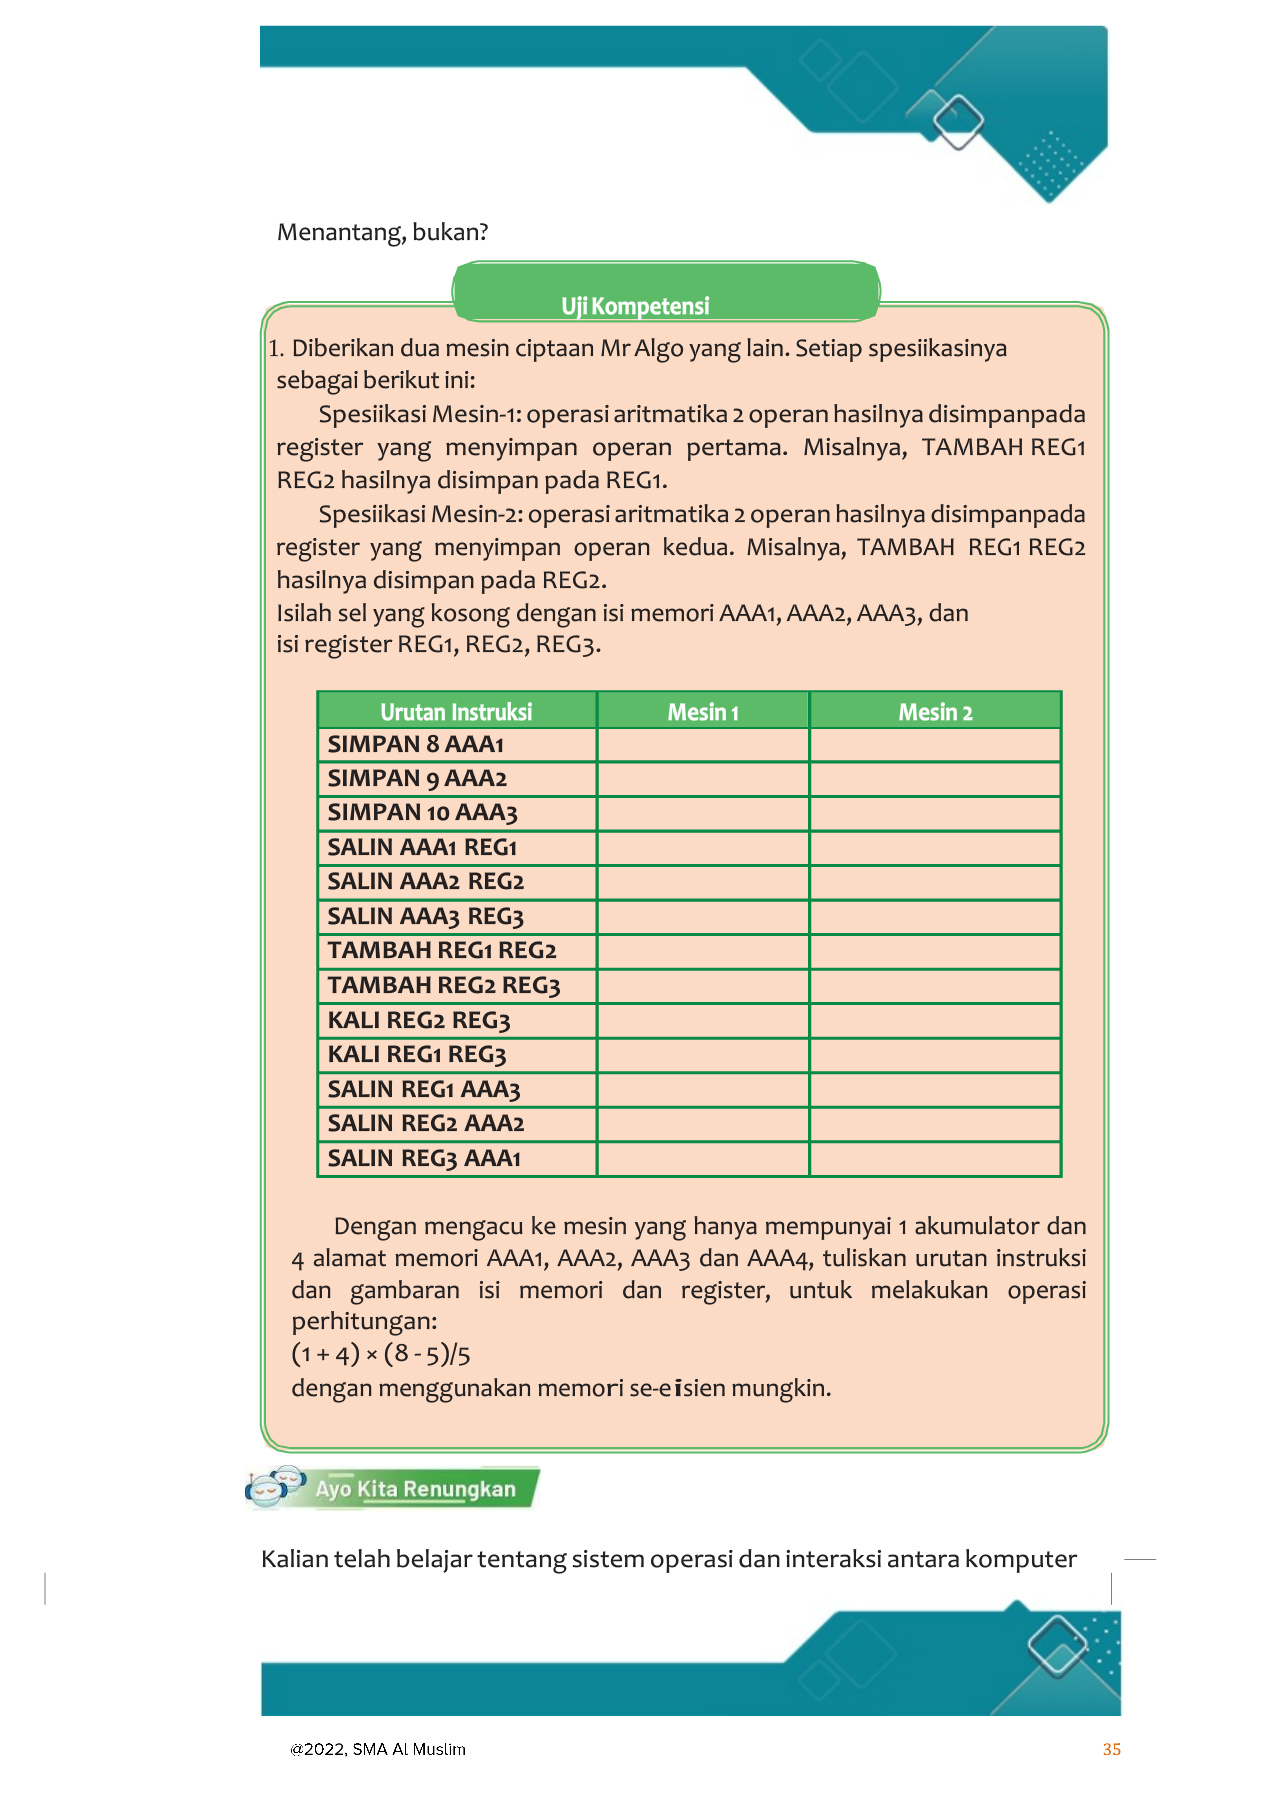 Menantang, bukan?
Uji Kompetensi
1. Diberikan dua mesin ciptaan Mr Algo yang lain. Setiap spesiikasinya
sebagai berikut ini:
Spesiikasi Mesin-1: operasi aritmatika 2 operan hasilnya disimpanpada
register yang menyimpan operan pertama. Misalnya, TAMBAH REG1
REG2 hasilnya disimpan pada REG1.
Spesiikasi Mesin-2: operasi aritmatika 2 operan hasilnya disimpanpada
register yang menyimpan operan kedua. Misalnya, TAMBAH REG1 REG2
hasilnya disimpan pada REG2.
Isilah sel yang kosong dengan isi memori AAA1, AAA2, AAA3, dan
isi register REG1, REG2, REG3.
Urutan Instruksi Mesin 1 Mesin 2
SIMPAN 8 AAA1
SIMPAN 9 AAA2
SIMPAN 10 AAA3
SALIN AAA1 REG1
SALIN AAA2 REG2
SALIN AAA3 REG3
TAMBAH REG1 REG2
TAMBAH REG2 REG3
KALI REG2 REG3
KALI REG1 REG3
SALIN REG1 AAA3
SALIN REG2 AAA2
SALIN REG3 AAA1
Dengan mengacu ke mesin yang hanya mempunyai 1 akumulator dan
4 alamat memori AAA1, AAA2, AAA3 dan AAA4, tuliskan urutan instruksi
dan gambaran isi memori dan register, untuk melakukan operasi
perhitungan:
(1 + 4) × (8 - 5)/5
dengan menggunakan memori se-eisien mungkin.
Ayo Kita Renungkan
Kalian telah belajar tentang sistem operasi dan interaksi antara komputer
@2022, SMA Al Muslim 35